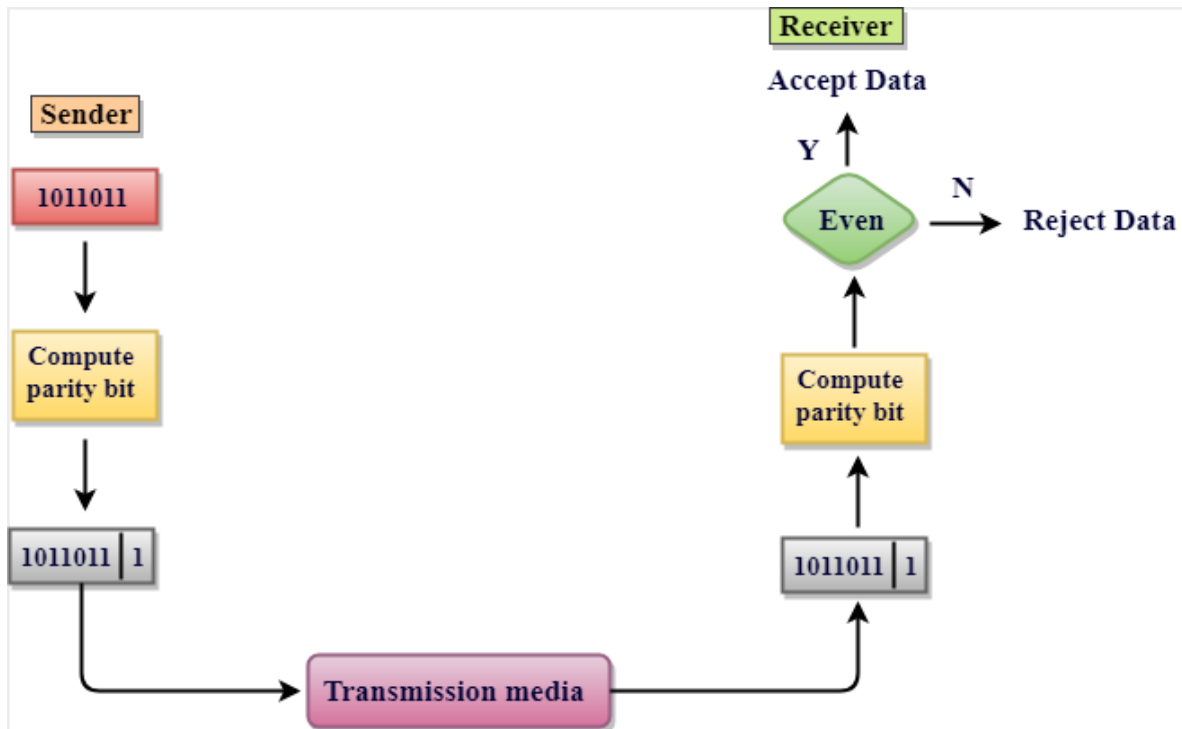 Sender
1011011
Compute
parity bit
1011011 | 1
Transmission media
Receiver
Accept Data
Y
Even
N
Reject Data
Compute
parity bit
1011011 | 1